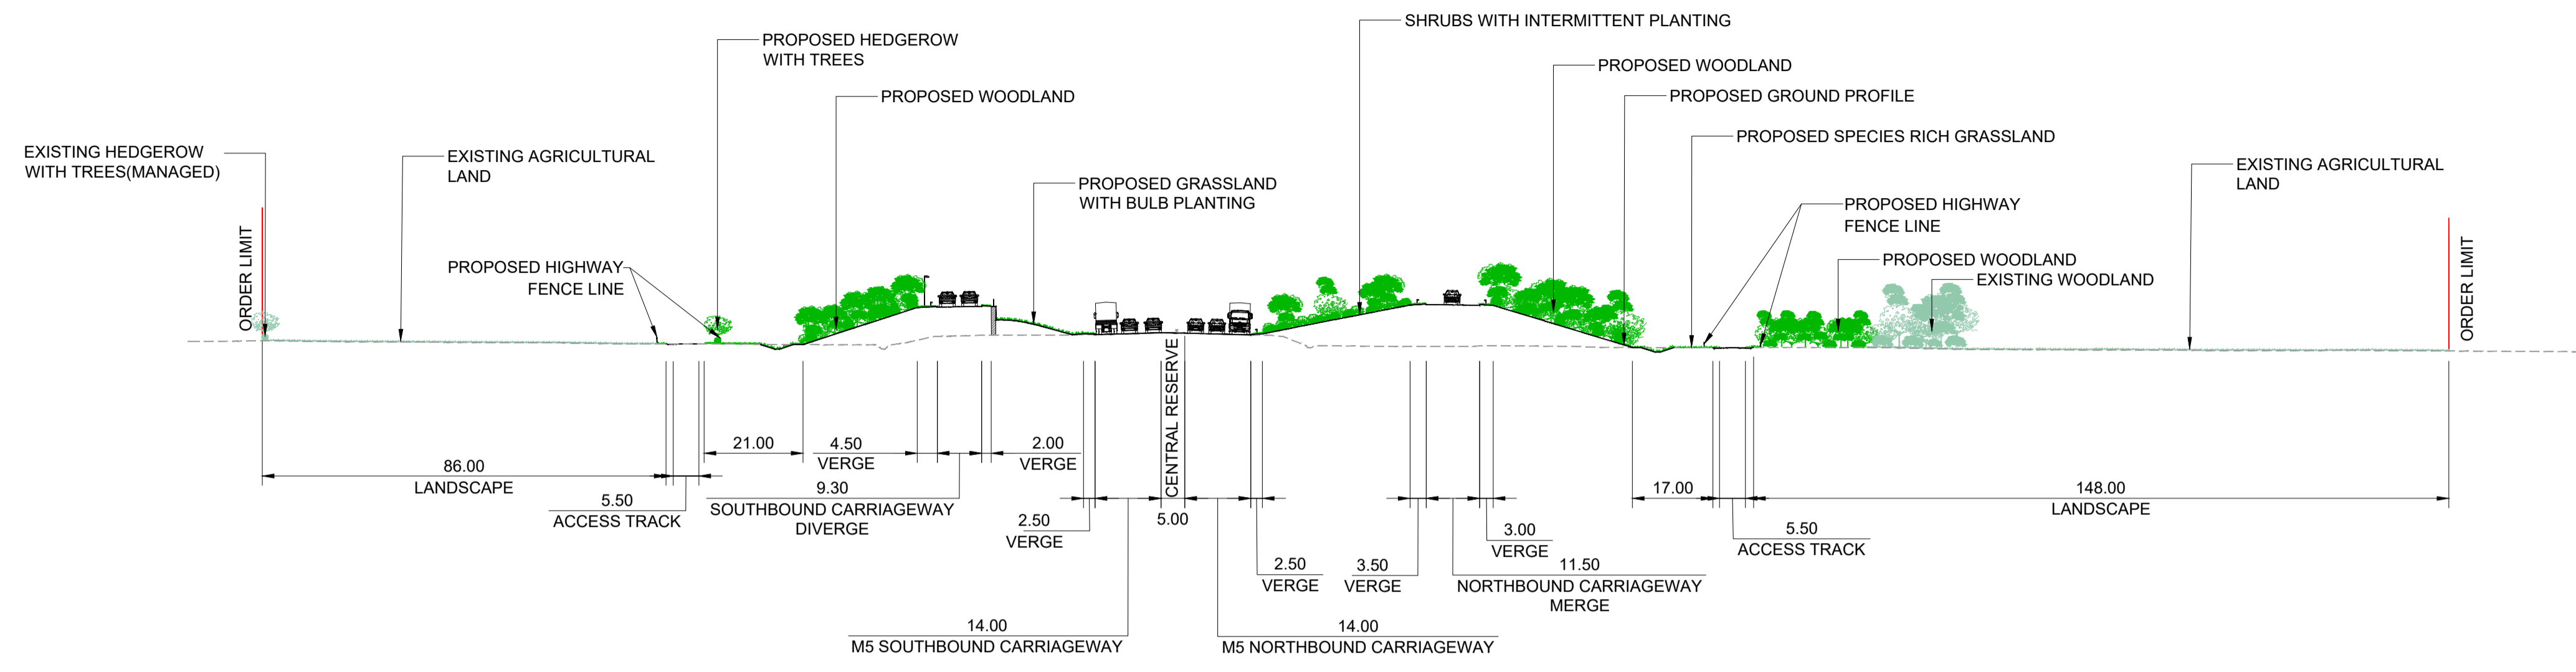 SHRUBS WITH INTERMITTENT PLANTING
PROPOSED HEDGEROW
WITH TREES
PROPOSED WOODLAND
PROPOSED WOODLAND
PROPOSED GROUND PROFILE
PROPOSED SPECIES RICH GRASSLAND
EXISTING HEDGEROW
WITH TREES(MANAGED)
EXISTING AGRICULTURAL
LAND
EXISTING AGRICULTURAL
LAND
PROPOSED GRASSLAND
WITH BULB PLANTING
PROPOSED HIGHWAY
FENCE LINE
ORDER LIMIT
PROPOSED HIGHWAY
FENCE LINE
PROPOSED WOODLAND
EXISTING WOODLAND
ORDER LIMIT
CENTRAL RESERVE
21.00
4.50
VERGE
2.00
VERGE
86.00
LANDSCAPE
5.50
ACCESS TRACK
9.30
SOUTHBOUND CARRIAGEWAY
DIVERGE
2.50
VERGE
5.00
17.00
148.00
LANDSCAPE
3.00
VERGE
5.50
ACCESS TRACK
2.50
VERGE
3.50
VERGE
11.50
NORTHBOUND CARRIAGEWAY
MERGE
14.00
M5 SOUTHBOUND CARRIAGEWAY
14.00
M5 NORTHBOUND CARRIAGEWAY